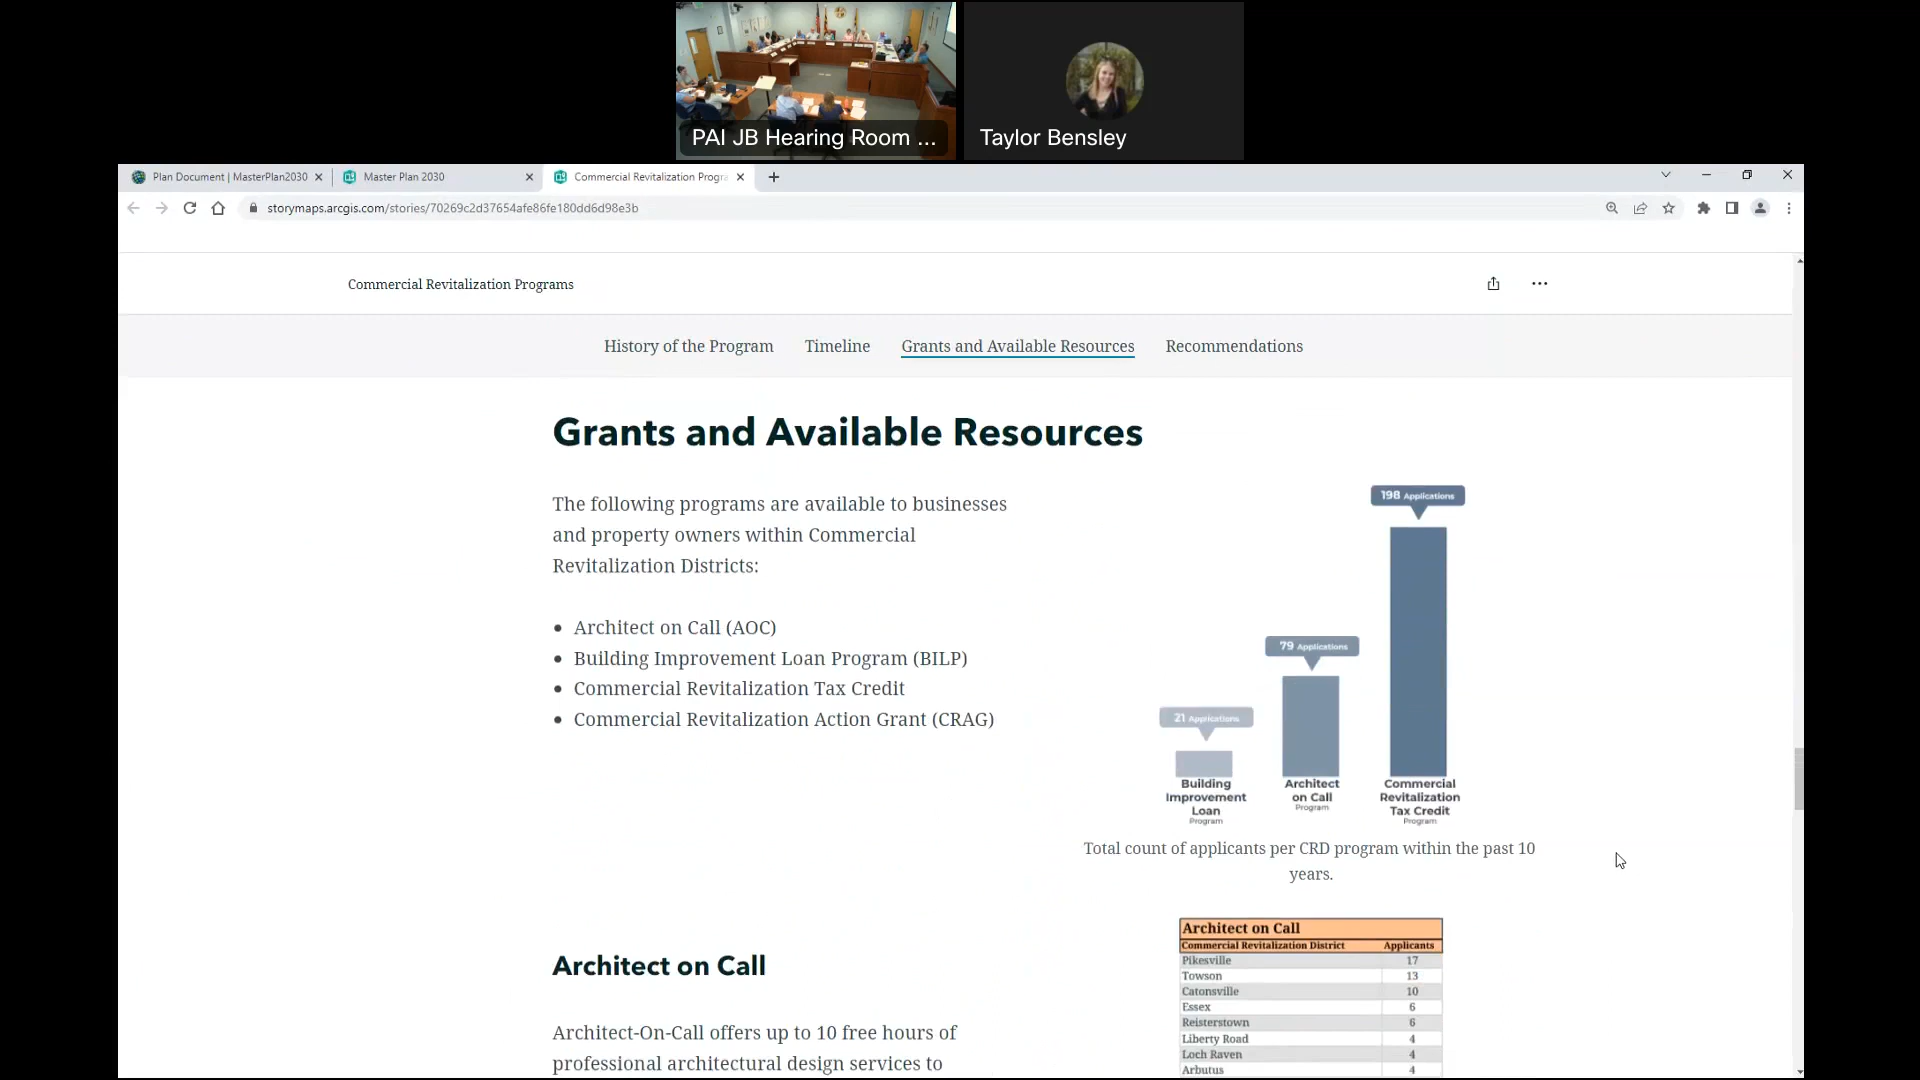 PAI JB Hearing Room ...
Taylor Bensley
Plan Document | MasterPlan2030
Master Plan 2030
Commercial Revitalization Progra
storymaps.arcgis.com/stories/70269c2d37654afe86fe180dd6d98e3b
Commercial Revitalization Programs
History of the Program
Timeline
Grants and Available Resources
Recommendations
Grants and Available Resources
The following programs are available to businesses
and property owners within Commercial
Revitalization Districts:
• Architect on Call (AOC)
• Building Improvement Loan Program (BILP)
• Commercial Revitalization Tax Credit
• Commercial Revitalization Action Grant (CRAG)
198 Applications
79 Applications
21 Applications
Building
Improvement
Loan
Program
Architect
on Call
Program
Commercial
Revitalization
Tax Credit
Program
Total count of applicants per CRD program within the past 10
years.
Architect on Call
Architect-On-Call offers up to 10 free hours of
professional architectural design services to
Architect on Call
Commercial Revitalization District Applicants
Pikesville 17
Towson 13
Catonsville 10
Essex 6
Reisterstown 6
Liberty Road 4
Loch Raven 4
Arbutus 4